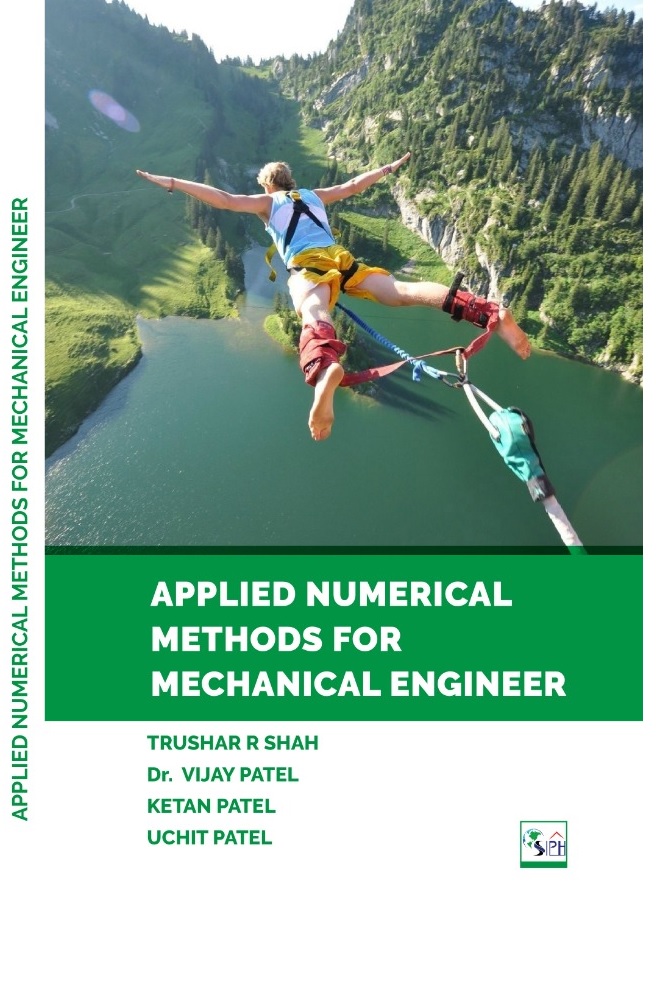 APPLIED NUMERICAL METHODS FOR MECHANICAL ENGINEER
APPLIED NUMERICAL
METHODS FOR
MECHANICAL ENGINEER
TRUSHAR R SHAH
Dr. VIJAY PATEL
KETAN PATEL
UCHIT PATEL
SIPH